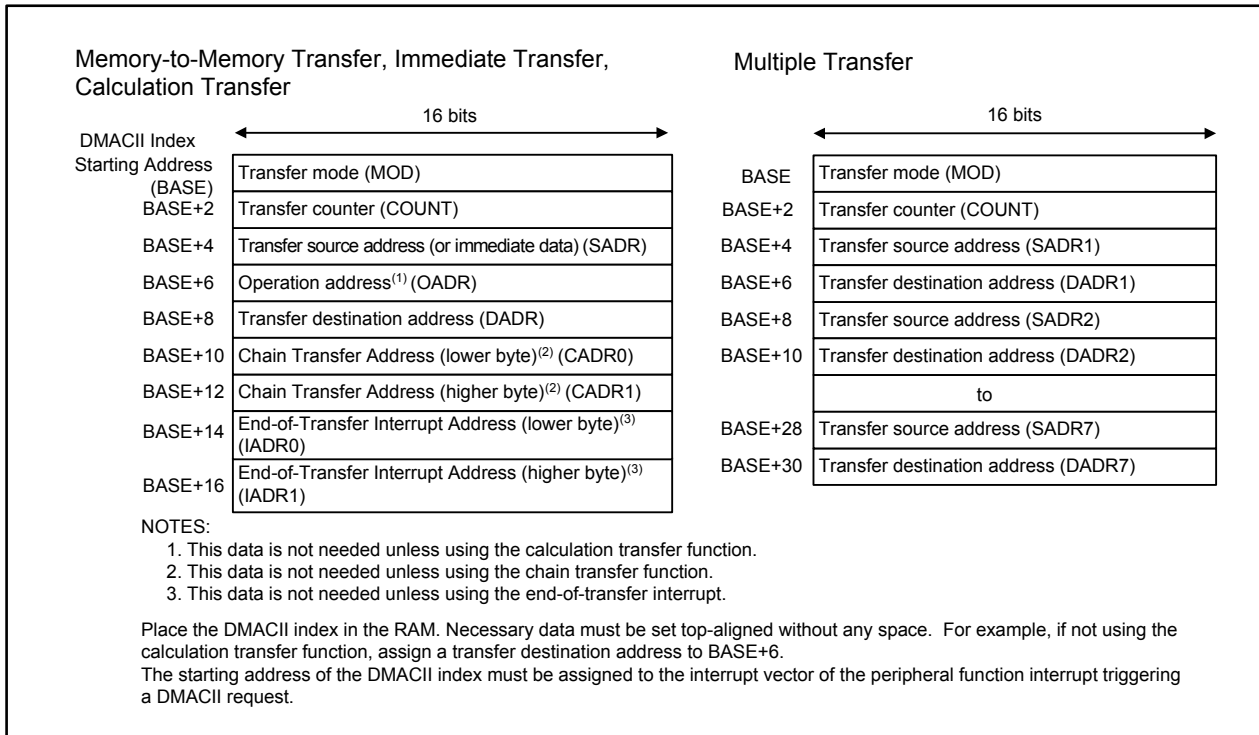 Memory-to-Memory Transfer, Immediate Transfer,
Calculation Transfer
16 bits
DMACII Index
Starting Address
(BASE)
Transfer mode (MOD)
BASE+2 Transfer counter (COUNT)
BASE+4 Transfer source address (or immediate data) (SADR)
BASE+6 Operation address(1) (OADR)
BASE+8 Transfer destination address (DADR)
BASE+10 Chain Transfer Address (lower byte)(2) (CADR0)
BASE+12 Chain Transfer Address (higher byte)(2) (CADR1)
BASE+14 End-of-Transfer Interrupt Address (lower byte)(3)
(IADR0)
BASE+16 End-of-Transfer Interrupt Address (higher byte)(3)
(IADR1)
Multiple Transfer
16 bits
BASE Transfer mode (MOD)
BASE+2 Transfer counter (COUNT)
BASE+4 Transfer source address (SADR1)
BASE+6 Transfer destination address (DADR1)
BASE+8 Transfer source address (SADR2)
BASE+10 Transfer destination address (DADR2)
to
BASE+28 Transfer source address (SADR7)
BASE+30 Transfer destination address (DADR7)
NOTES:
1. This data is not needed unless using the calculation transfer function.
2. This data is not needed unless using the chain transfer function.
3. This data is not needed unless using the end-of-transfer interrupt.
Place the DMACII index in the RAM. Necessary data must be set top-aligned without any space. For example, if not using the
calculation transfer function, assign a transfer destination address to BASE+6.
The starting address of the DMACII index must be assigned to the interrupt vector of the peripheral function interrupt triggering
a DMACII request.